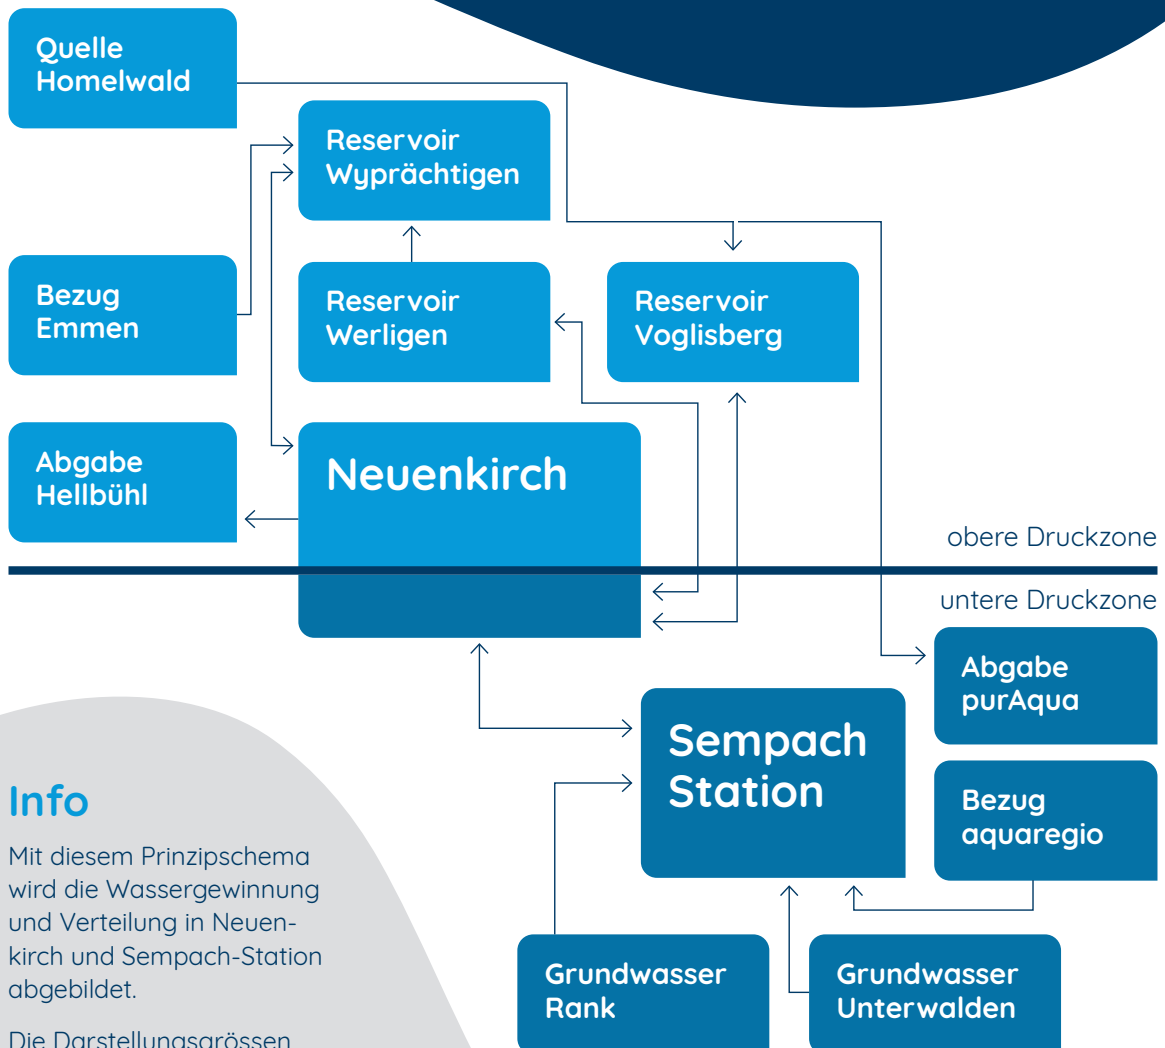 Quelle
Homelwald
Reservoir
Wyprächtigen
Bezug
Emmen
Reservoir
Werligen
Reservoir
Voglisberg
Abgabe
Hellbühl
Neuenkirch
obere Druckzone
untere Druckzone
Abgabe
purAqua
Sempach
Station
Bezug
aquaregio
Info
Mit diesem Prinzipschema
wird die Wassergewinnung
und Verteilung in Neuen-
kirch und Sempach-Station
abgebildet.
Die Darstellungsgrössen
Grundwasser
Rank
Grundwasser
Unterwalden